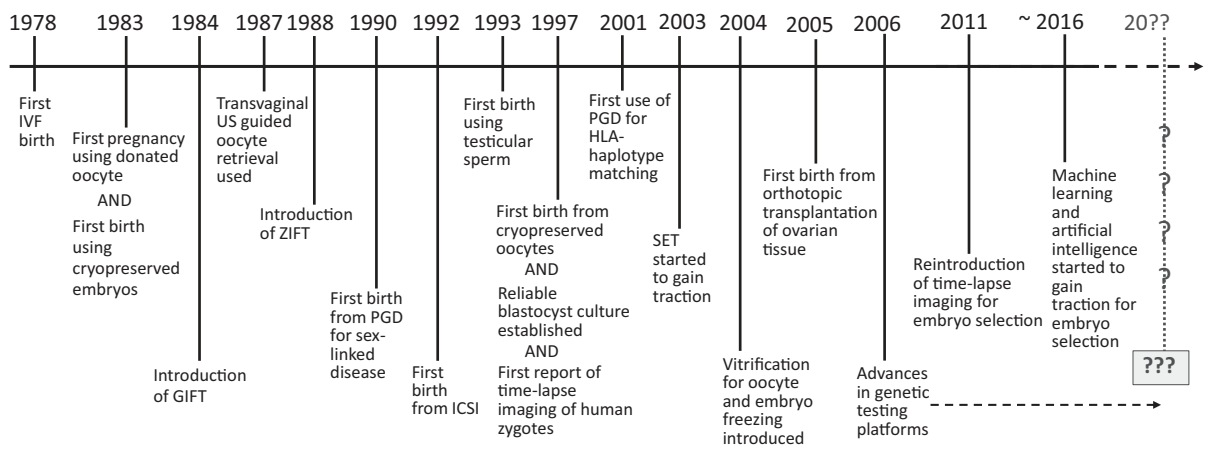 1978 1983 1984 1987 1988 1990 1992 1993 1997 2001 2003 2004 2005 2006 2011 ~ 2016 20??
First
IVF
birth
First pregnancy
using donated
oocyte
AND
First birth
using
cryopreserved
embryos
Introduction
of GIFT
Transvaginal
US guided
oocyte
retrieval
used
Introduction
of ZIFT
First birth
from PGD
for sex-
linked
disease
First
birth
from ICSI
First birth
using
testicular
sperm
First birth from
cryopreserved
oocytes
AND
Reliable
blastocyst culture
established
AND
First report of
time-lapse
imaging of human
zygotes
First use of
PGD for
HLA-
haplotype
matching
SET
started
to gain
traction
Vitrification
for oocyte
and embryo
freezing
introduced
First birth from
orthotopic
transplantation
of ovarian
tissue
Advances
in genetic
testing
platforms
Reintroduction
of time-lapse
imaging for
embryo selection
Machine
learning
and
artificial
intelligence
started to
gain
traction for
embryo
selection
?
?
?
?
???